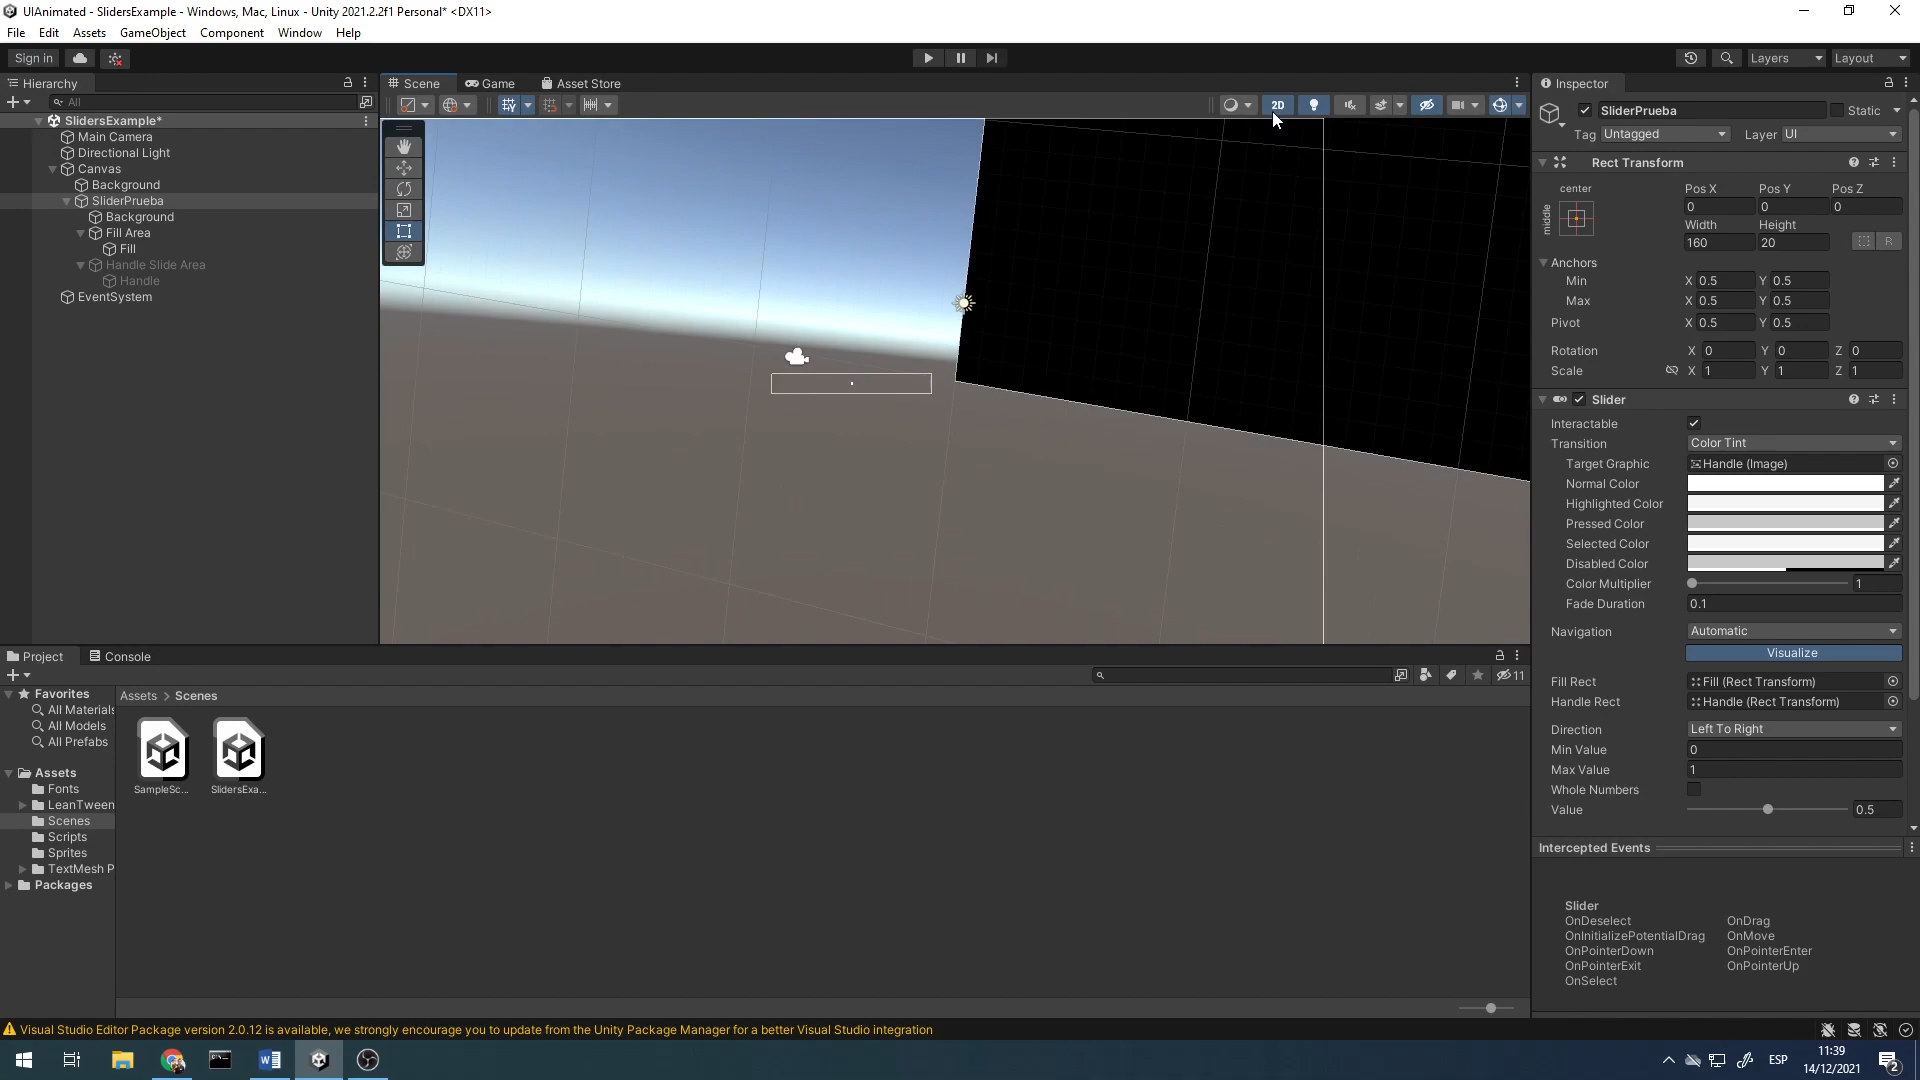 UIAnimated - SlidersExample - Windows, Mac, Linux - Unity 2021.2.2f1 Personal* <DX11>
File Edit Assets GameObject Component Window Help
Sign in
Layers Layout
Hierarchy
All
SlidersExample*
Main Camera
Directional Light
Canvas
Background
SliderPrueba
Background
Fill Area
Fill
Handle Slide Area
Handle
EventSystem
Scene Game Asset Store
2D
Inspector
SliderPrueba Static
Tag Untagged Layer UI
Rect Transform
center
middle
Pos X Pos Y Pos Z
0 0 0
Width Height
160 20
R
Anchors
Min X 0.5 Y 0.5
Max X 0.5 Y 0.5
Pivot X 0.5 Y 0.5
Rotation X 0 Y 0 Z 0
Scale X 1 Y 1 Z 1
Slider
Interactable
Transition Color Tint
Target Graphic Handle (Image)
Normal Color
Highlighted Color
Pressed Color
Selected Color
Disabled Color
Color Multiplier 1
Fade Duration 0.1
Navigation Automatic
Visualize
Fill Rect Fill (Rect Transform)
Handle Rect Handle (Rect Transform)
Direction Left To Right
Min Value 0
Max Value 1
Whole Numbers
Value 0.5
Intercepted Events
Slider
OnDeselect OnDrag
OnInitializePotentialDrag OnMove
OnPointerDown OnPointerEnter
OnPointerExit OnPointerUp
OnSelect
Project Console
11
Favorites
All Materials
All Models
All Prefabs
Assets
Fonts
LeanTween
Scenes
Scripts
Sprites
TextMesh P
Packages
Assets > Scenes
SampleSc... SlidersExa...
Visual Studio Editor Package version 2.0.12 is available, we strongly encourage you to update from the Unity Package Manager for a better Visual Studio integration
ESP
11:39
14/12/2021
2